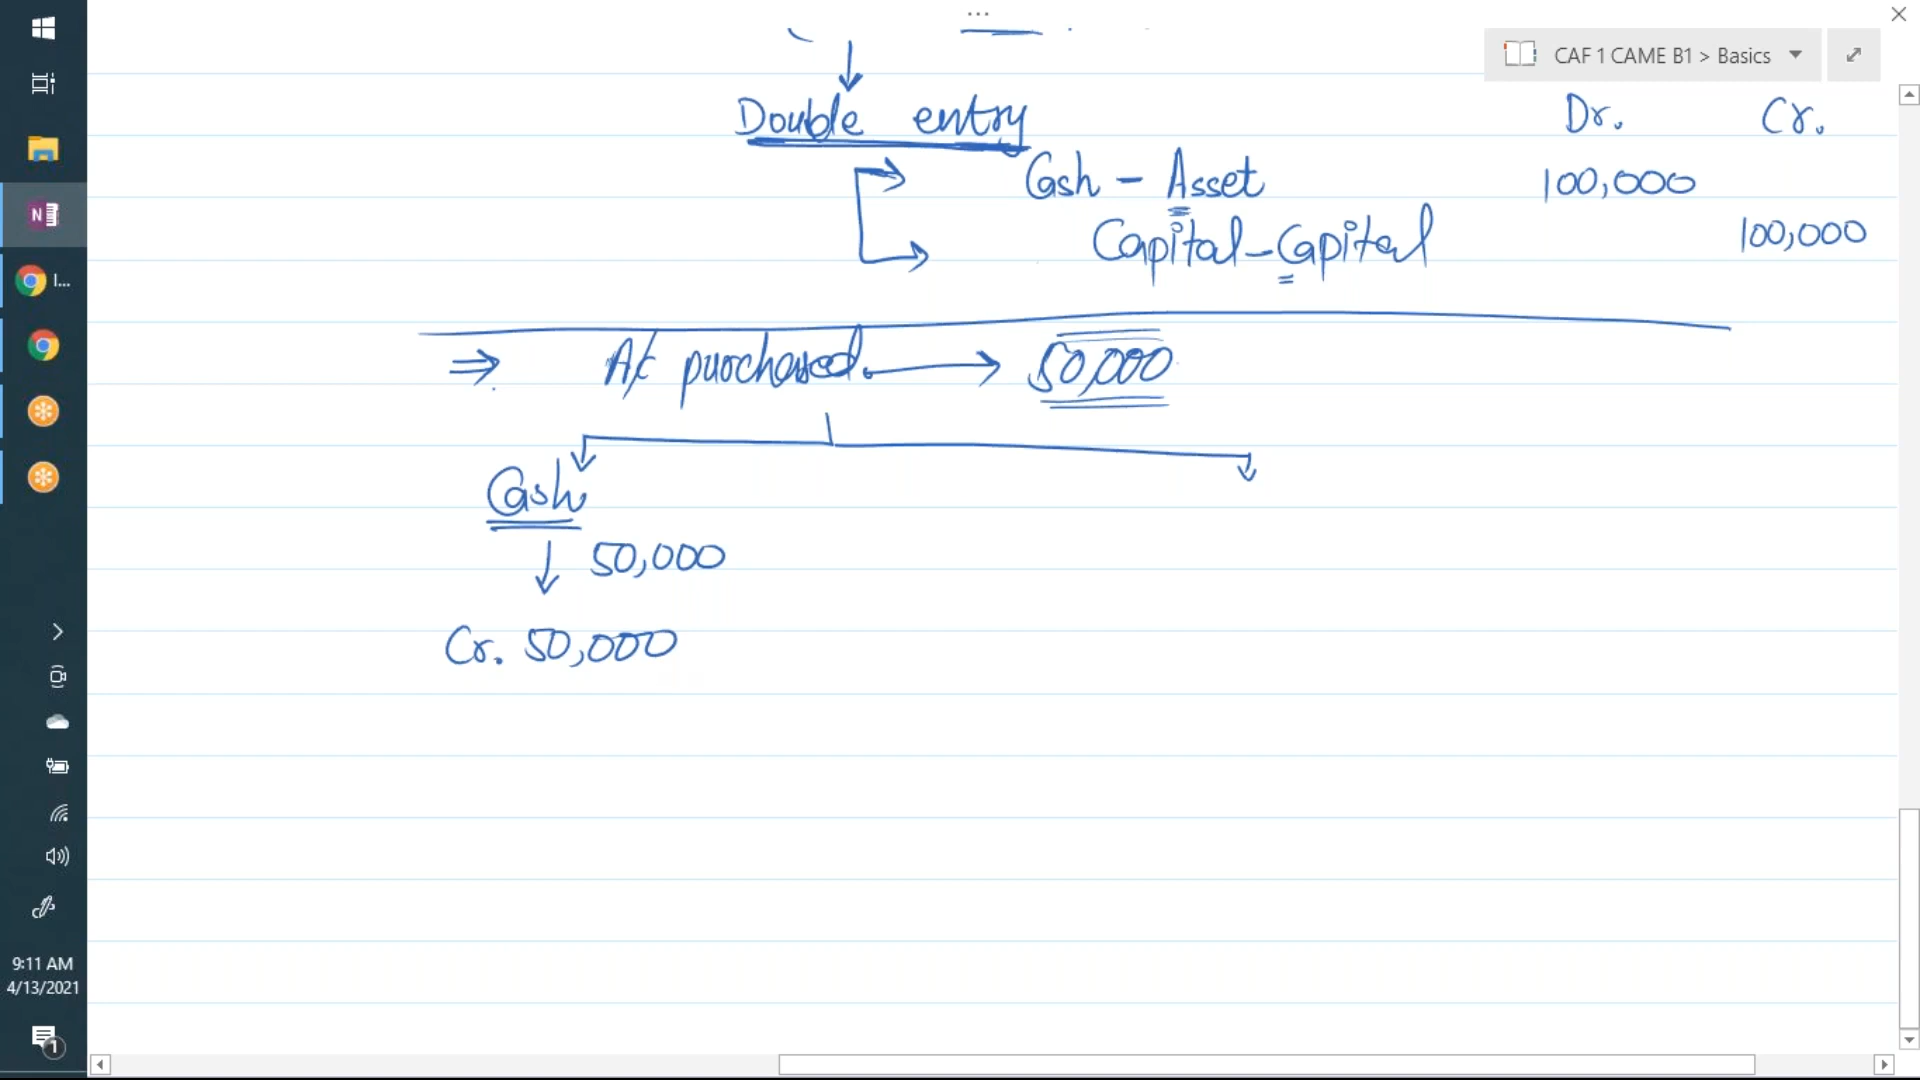 CAF 1 CAME B1 > Basics
Double entry
Dr. Cr.
Cash - Asset 100,000
Capital - Capital 100,000
⇒ A/C purchased. → 50,000
Cash
↓ 50,000
Cr. 50,000
N
I...
9:11 AM
4/13/2021
1